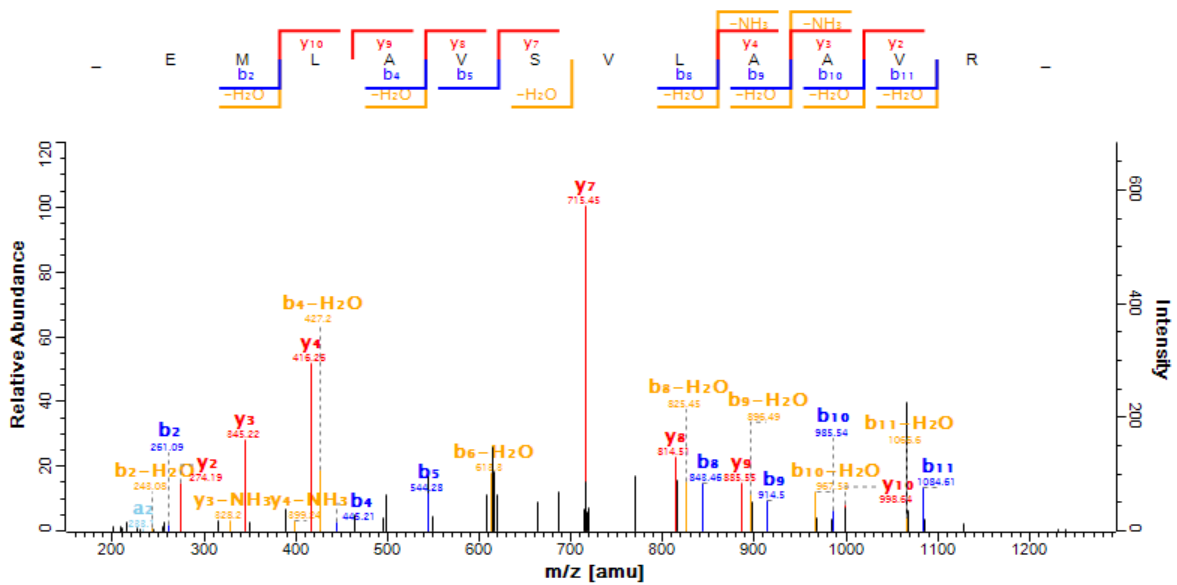 −NH₃ −NH₃
y₁₀ y₉ y₈ y₇ y₄ y₃ y₂
_ E M L A V S V L A A V R _
b₂ b₄ b₅ b₈ b₉ b₁₀ b₁₁
−H₂O −H₂O −H₂O −H₂O −H₂O −H₂O −H₂O
120
100
80
60
40
20
0
Relative Abundance
600
400
200
0
Intensity
y₇
715.45
b₄−H₂O
427.2
y₄
416.26
b₂
261.09
y₃
345.22
b₂−H₂O
243.08
y₂
274.19
a₂
y₃−NH₃
328.2
y₄−NH₃
b₄
445.21
b₅
544.28
b₆−H₂O
b₈−H₂O
825.45
y₈
814.51
b₈
843.46
b₉−H₂O
896.49
y₉
885.55
b₉
914.5
b₁₀
985.54
b₁₀−H₂O
967.53
y₁₀
998.64
b₁₁−H₂O
1066.6
b₁₁
1084.61
200 300 400 500 600 700 800 900 1000 1100 1200
m/z [amu]